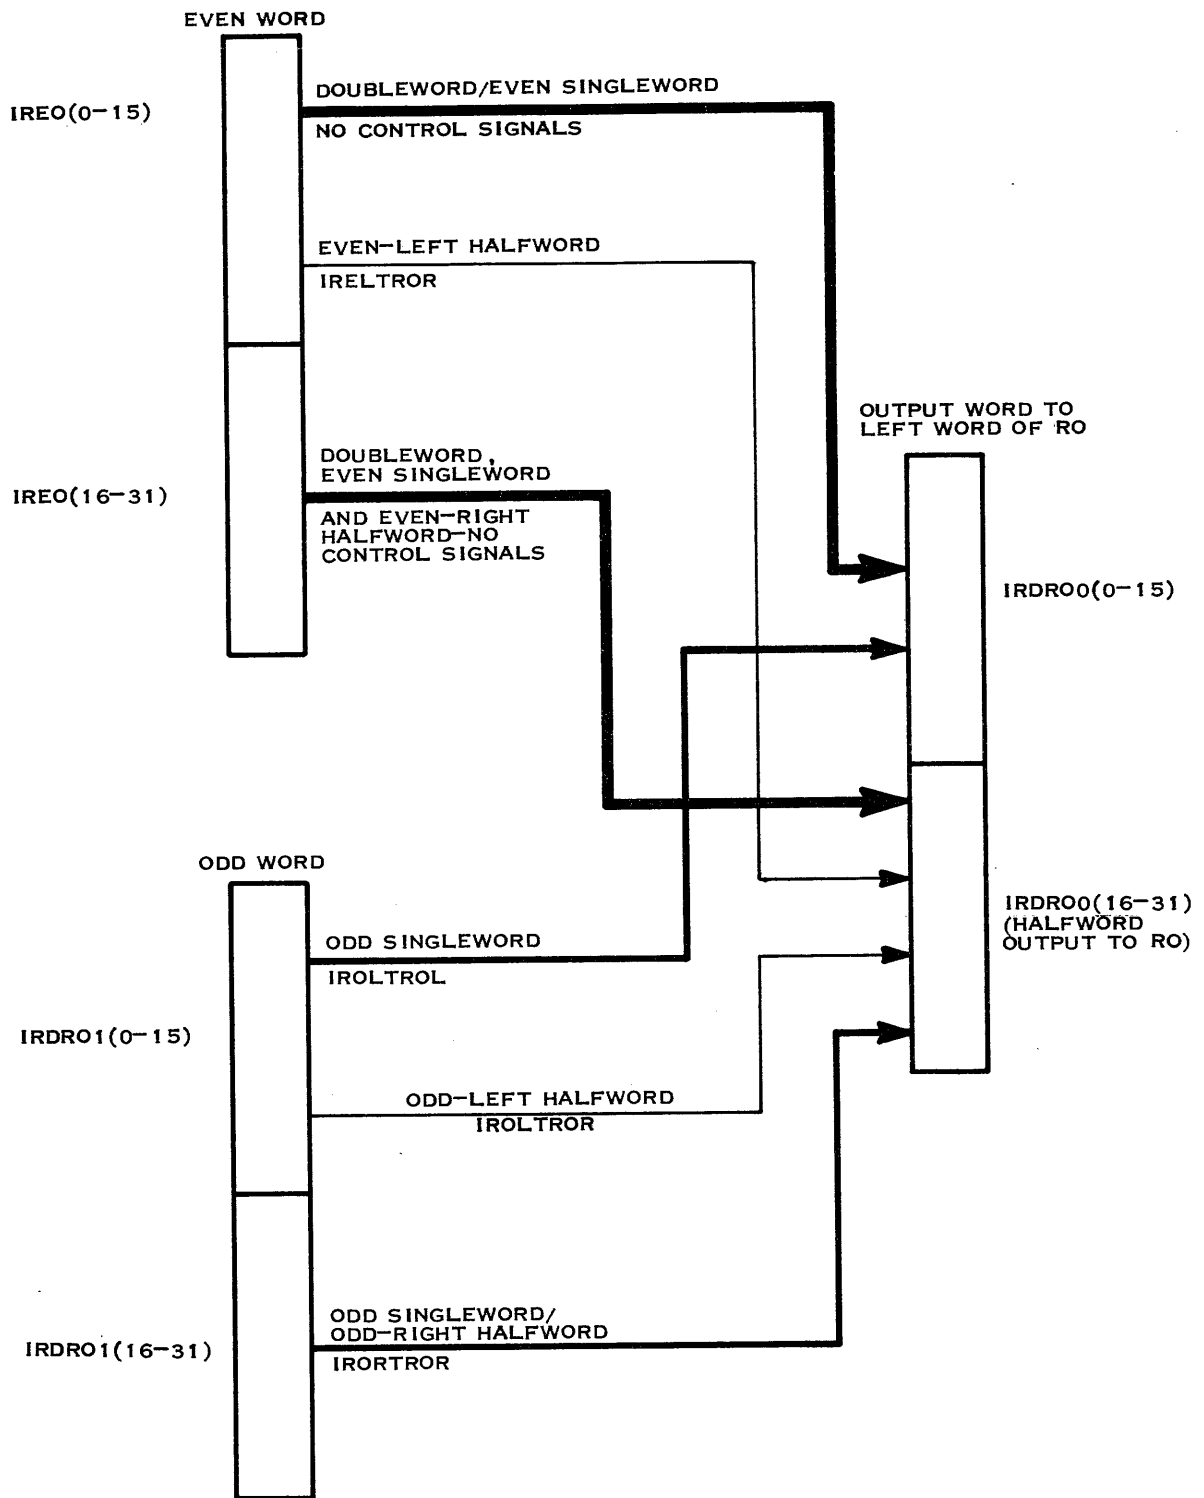 EVEN WORD
IREO(0-15)
DOUBLEWORD/EVEN SINGLEWORD
NO CONTROL SIGNALS
EVEN-LEFT HALFWORD
IRELTROR
OUTPUT WORD TO
LEFT WORD OF RO
IREO(16-31)
DOUBLEWORD,
EVEN SINGLEWORD
AND EVEN-RIGHT
HALFWORD-NO
CONTROL SIGNALS
IRDRO0(0-15)
ODD WORD
IRDRO0(16-31)
(HALFWORD
OUTPUT TO RO)
ODD SINGLEWORD
IROLTROL
IRDRO1(0-15)
ODD-LEFT HALFWORD
IROLTROR
ODD SINGLEWORD/
ODD-RIGHT HALFWORD
IRDRO1(16-31)
IRORTROR